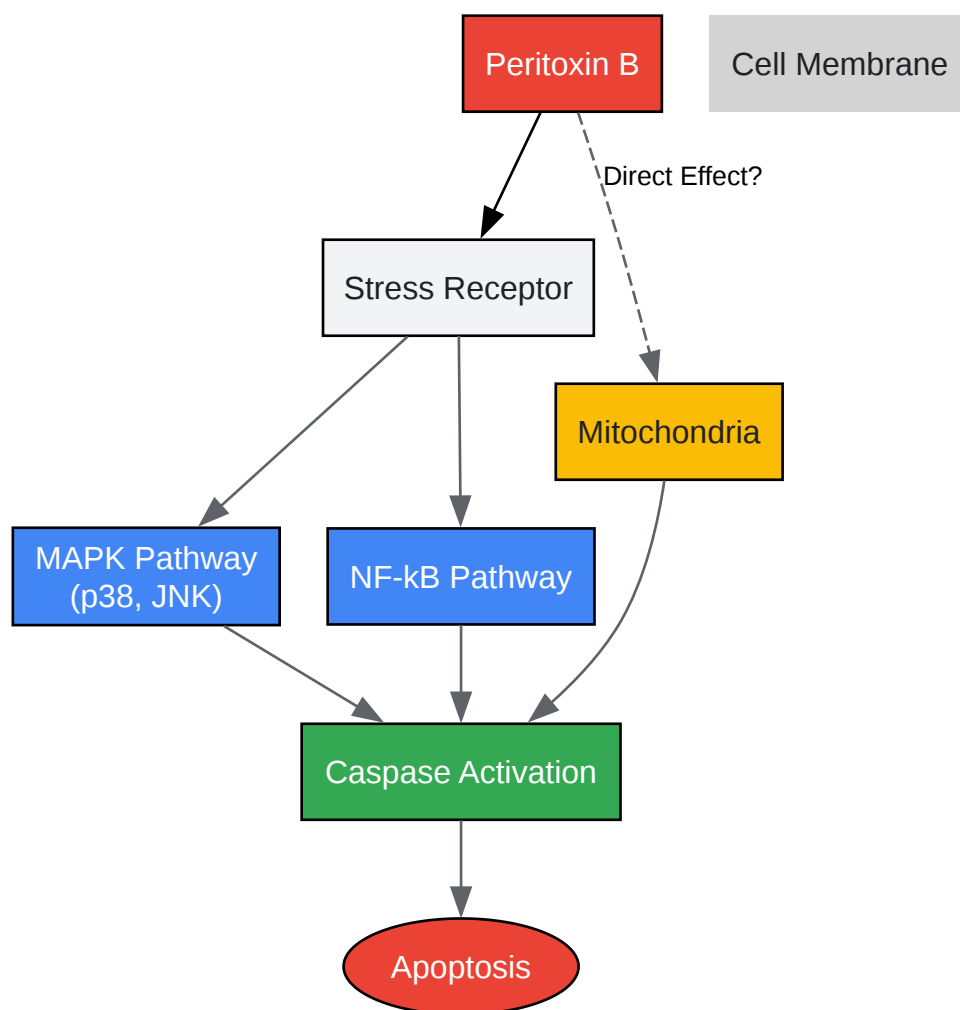 Peritoxin B
Cell Membrane
Direct Effect?
Stress Receptor
Mitochondria
MAPK Pathway
(p38, JNK)
NF-kB Pathway
Caspase Activation
Apoptosis